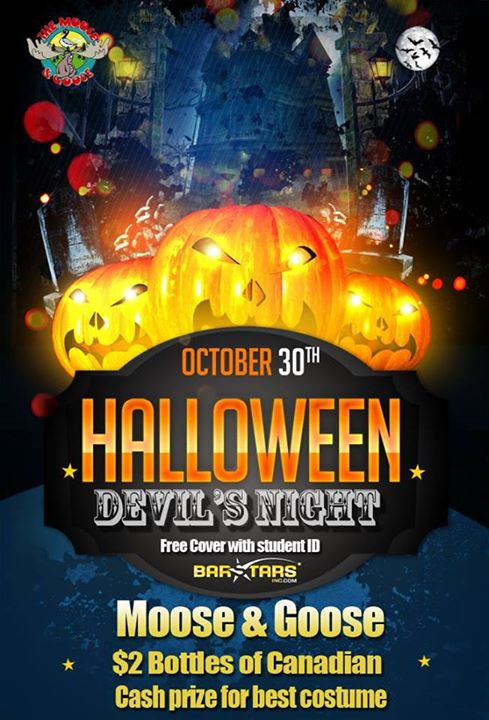 THE MOOSE
& GOOSE
OCTOBER 30TH
HALLOWEEN
DEVIL'S NIGHT
Free Cover with student ID
BARSTARS
INC.COM
Moose & Goose
$2 Bottles of Canadian
Cash prize for best costume